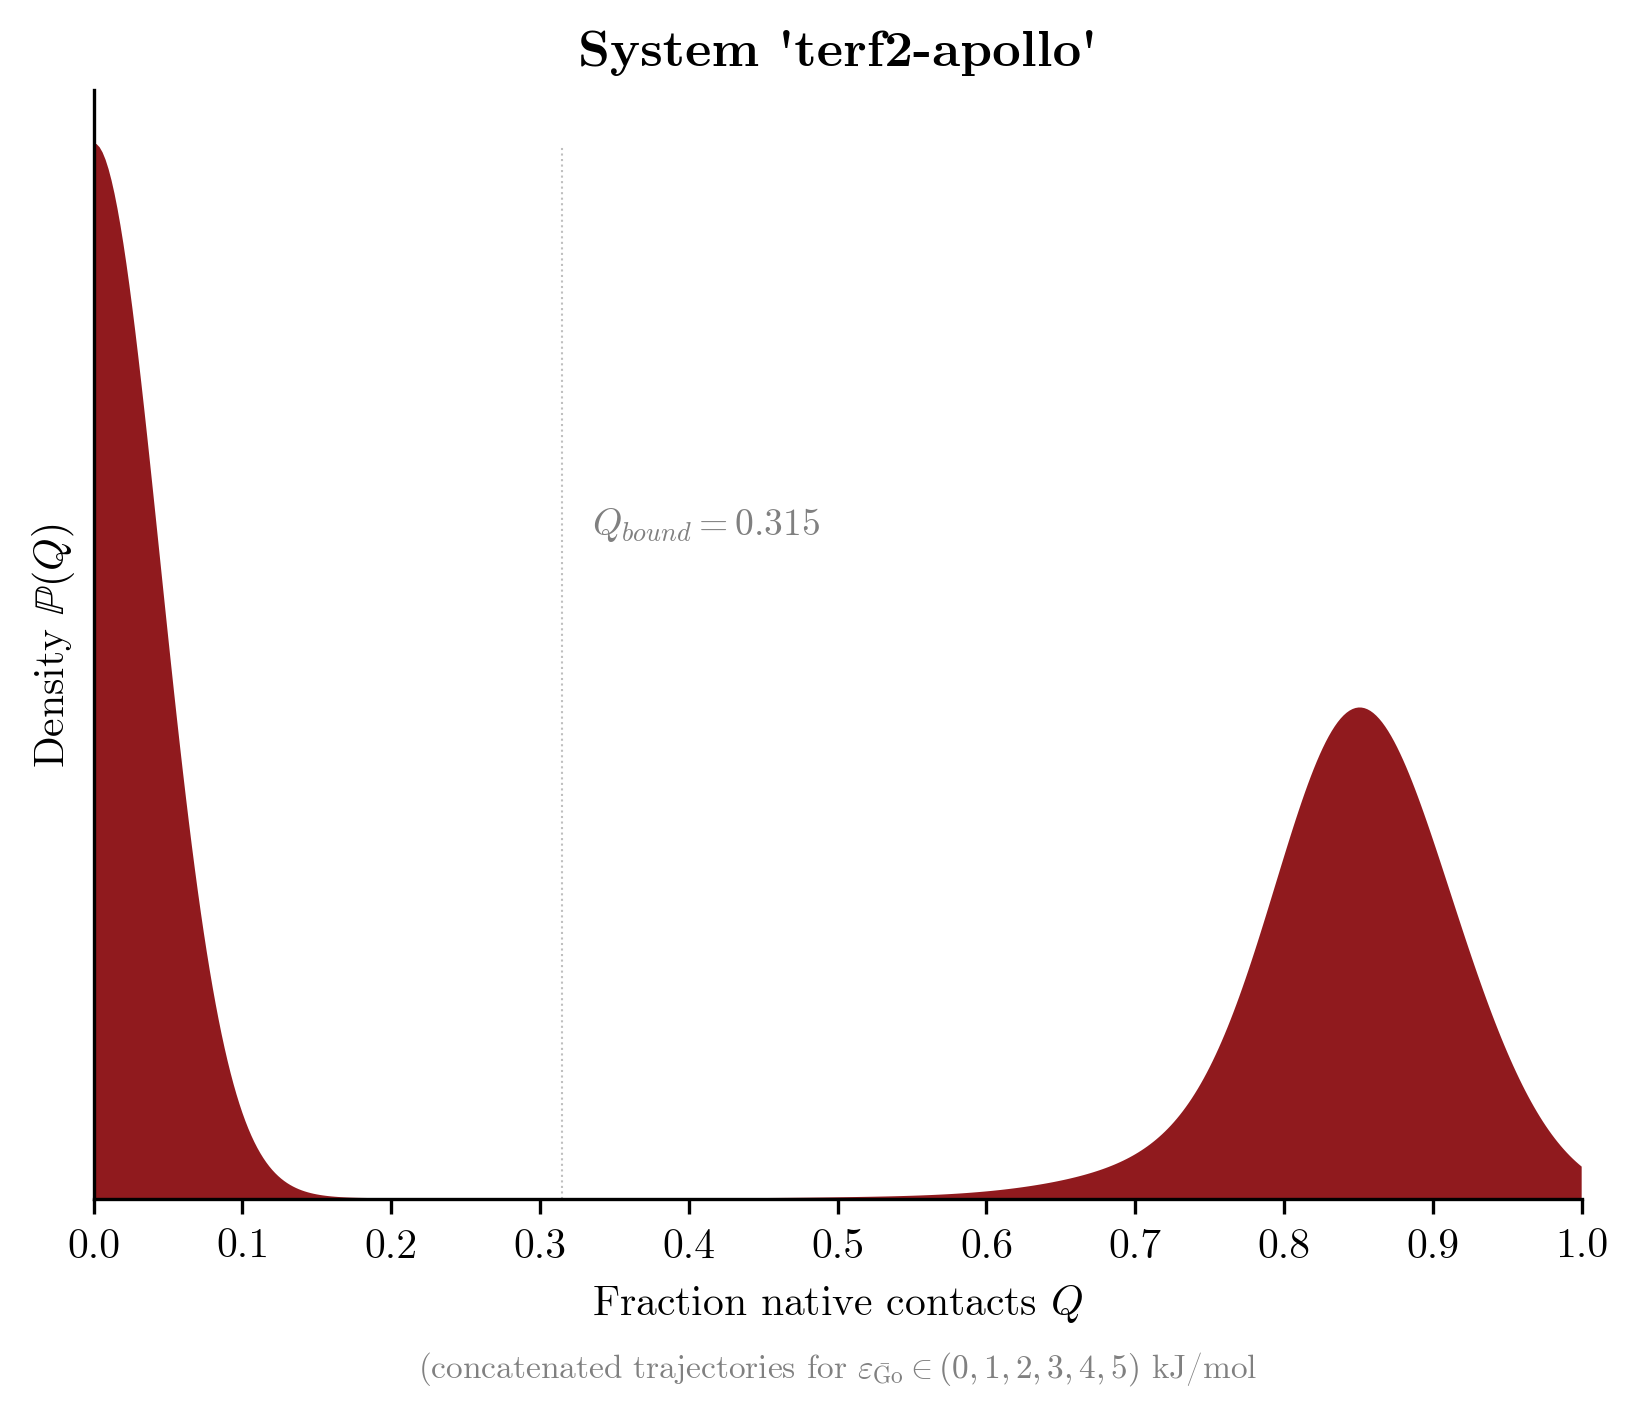 System 'terf2-apollo'
Density ℙ(Q)
Q_bound = 0.315
0.0 0.1 0.2 0.3 0.4 0.5 0.6 0.7 0.8 0.9 1.0
Fraction native contacts Q
(concatenated trajectories for ε_Ḡo ∈ (0, 1, 2, 3, 4, 5) kJ/mol